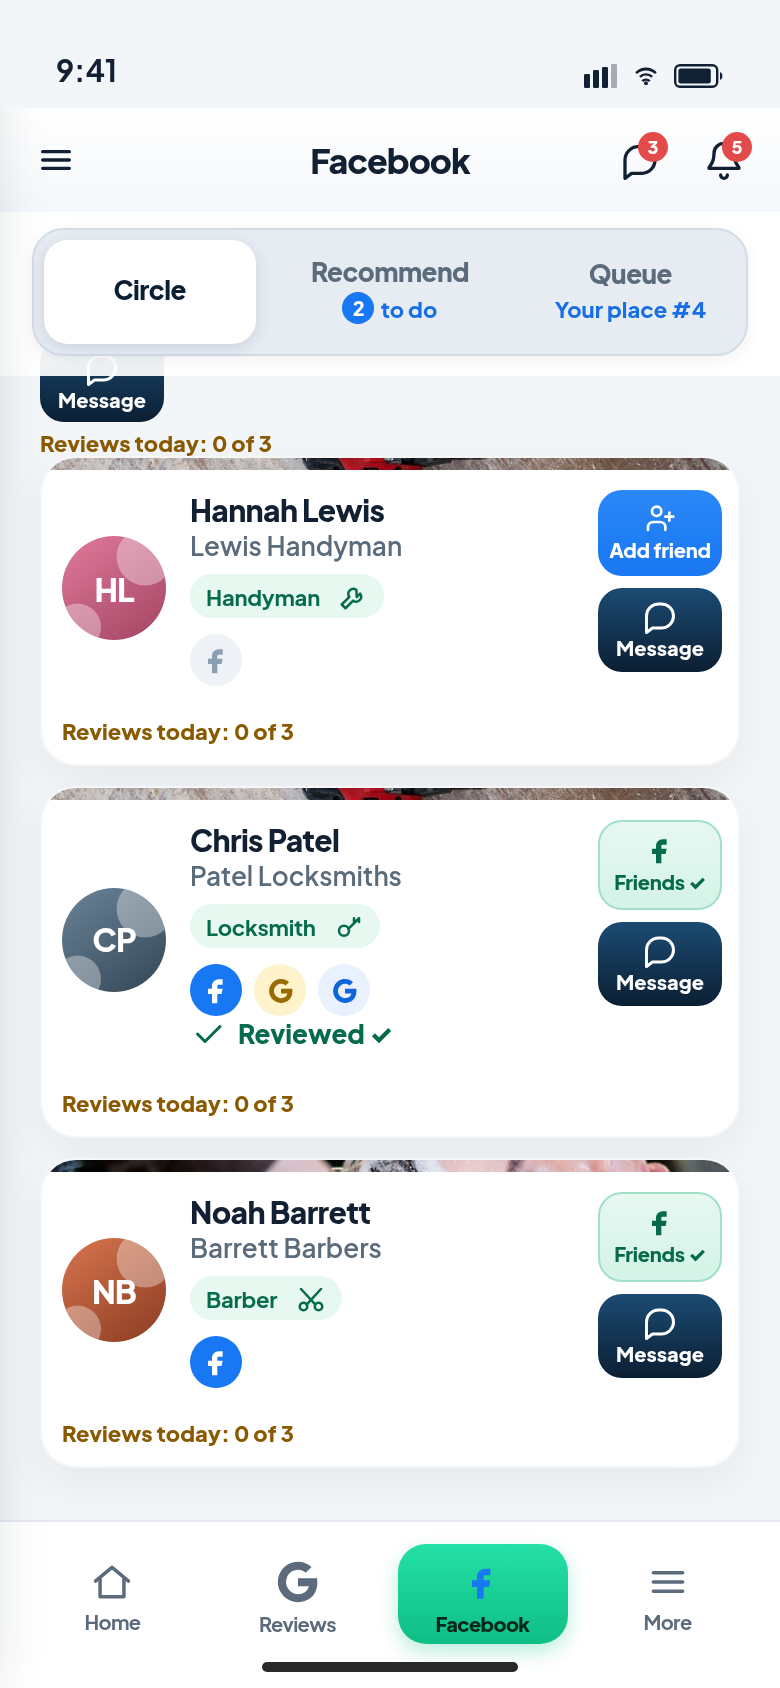 9:41
Facebook
3
5
Circle
Recommend
2 to do
Queue
Your place #4
Message
Reviews today: 0 of 3
HL
Hannah Lewis
Lewis Handyman
Handyman
Add friend
Message
Reviews today: 0 of 3
CP
Chris Patel
Patel Locksmiths
Locksmith
G
G
Reviewed ✓
Friends ✓
Message
Reviews today: 0 of 3
NB
Noah Barrett
Barrett Barbers
Barber
Friends ✓
Message
Reviews today: 0 of 3
Home
G
Reviews
Facebook
More